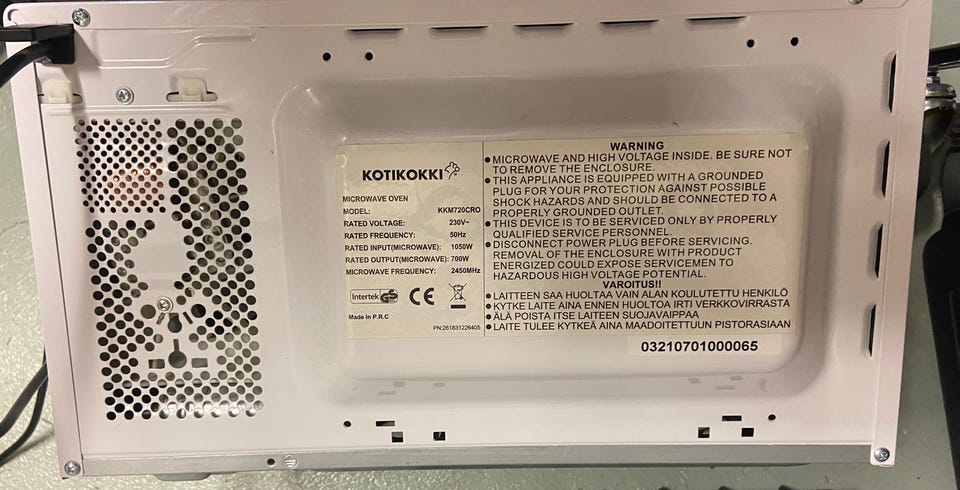 KOTIKOKKI
MICROWAVE OVEN
MODEL: KKM720CRO
RATED VOLTAGE: 230V~
RATED FREQUENCY: 50Hz
RATED INPUT(MICROWAVE): 1050W
RATED OUTPUT(MICROWAVE): 700W
MICROWAVE FREQUENCY: 2450MHz
Intertek GS CE
Made in P.R.C
PN:261831226405
WARNING
● MICROWAVE AND HIGH VOLTAGE INSIDE. BE SURE NOT
TO REMOVE THE ENCLOSURE.
● THIS APPLIANCE IS EQUIPPED WITH A GROUNDED
PLUG FOR YOUR PROTECTION AGAINST POSSIBLE
SHOCK HAZARDS AND SHOULD BE CONNECTED TO A
PROPERLY GROUNDED OUTLET.
● THIS DEVICE IS TO BE SERVICED ONLY BY PROPERLY
QUALIFIED SERVICE PERSONNEL.
● DISCONNECT POWER PLUG BEFORE SERVICING.
REMOVAL OF THE ENCLOSURE WITH PRODUCT
ENERGIZED COULD EXPOSE SERVICEMEN TO
HAZARDOUS HIGH VOLTAGE POTENTIAL.
VAROITUS!!
● LAITTEEN SAA HUOLTAA VAIN ALAN KOULUTETTU HENKILÖ
● KYTKE LAITE AINA ENNEN HUOLTOA IRTI VERKKOVIRRASTA
● ÄLÄ POISTA ITSE LAITEEN SUOJAVAIPPAA
● LAITE TULEE KYTKEÄ AINA MAADOITETTUUN PISTORASIAAN
03210701000065